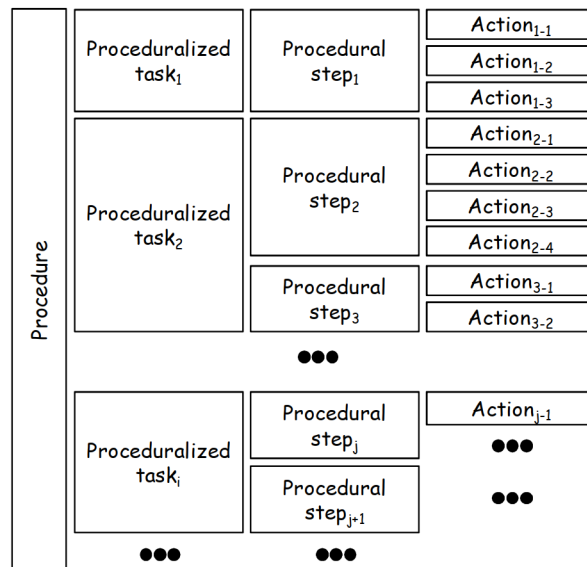 Procedure
Proceduralized
task₁
Procedural
step₁
Action₁₋₁
Action₁₋₂
Action₁₋₃
Proceduralized
task₂
Procedural
step₂
Action₂₋₁
Action₂₋₂
Action₂₋₃
Action₂₋₄
Procedural
step₃
Action₃₋₁
Action₃₋₂
●●●
Proceduralized
taskᵢ
Procedural
stepⱼ
Actionⱼ₋₁
●●●
Procedural
stepⱼ₊₁
●●●
●●●
●●●